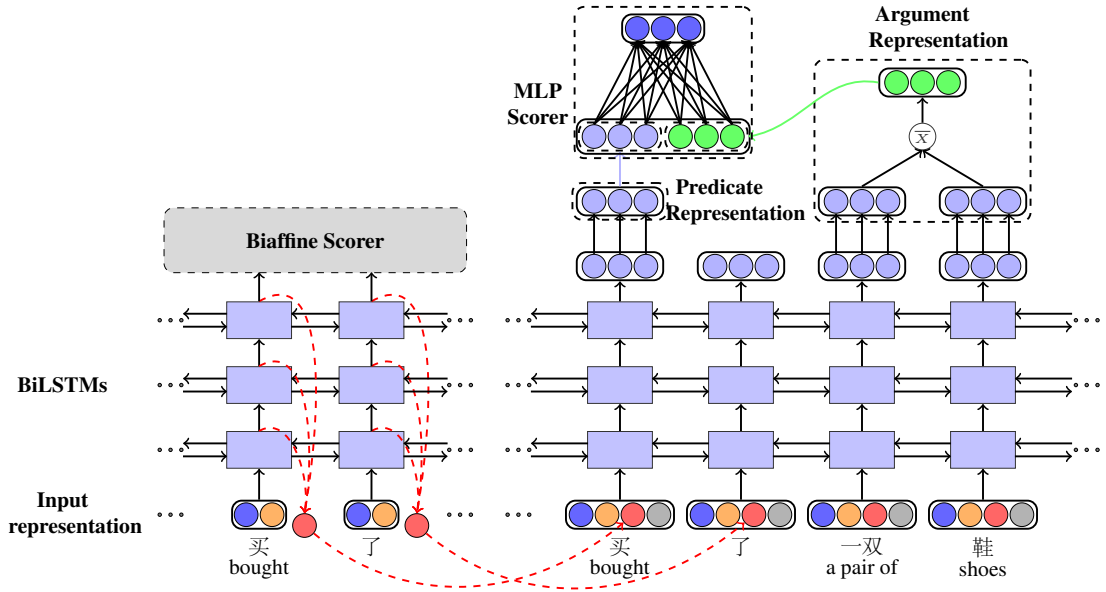 Argument
Representation
MLP
Scorer
x̅
Predicate
Representation
Biaffine Scorer
BiLSTMs
Input
representation
买 了 买 了 一双 鞋
bought bought a pair of shoes